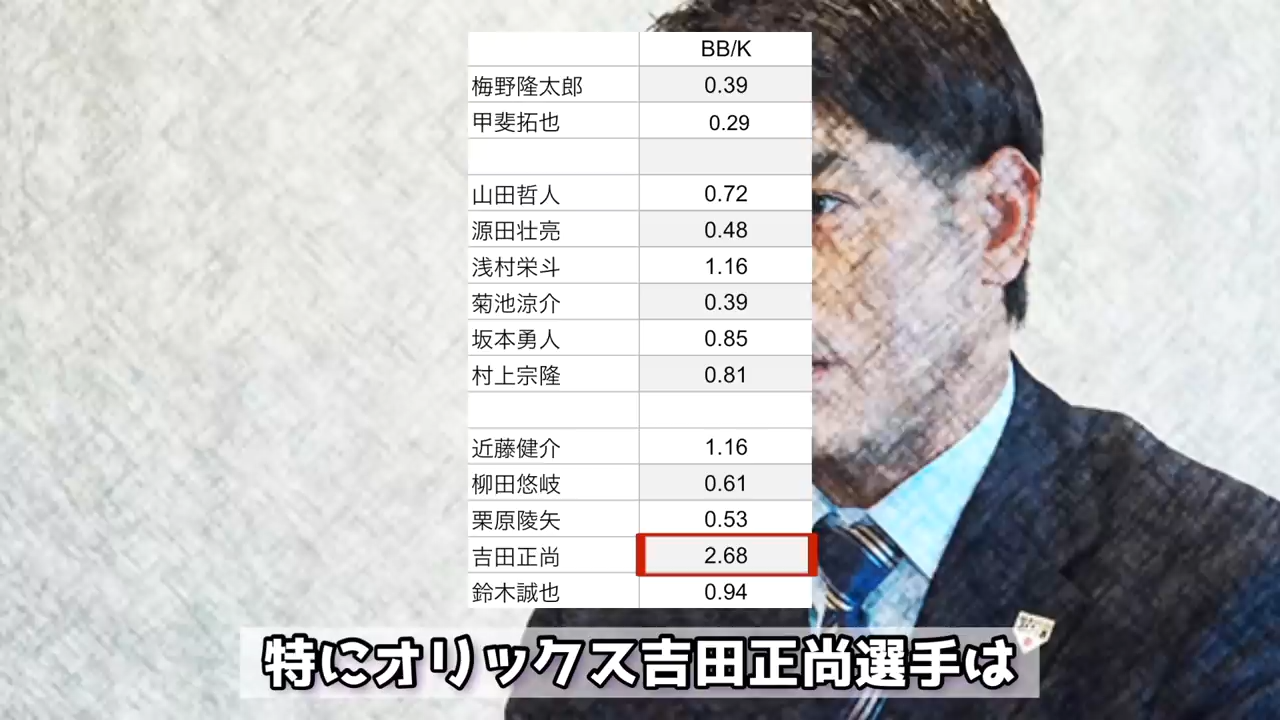 BB/K
梅野隆太郎 0.39
甲斐拓也 0.29
山田哲人 0.72
源田壮亮 0.48
浅村栄斗 1.16
菊池涼介 0.39
坂本勇人 0.85
村上宗隆 0.81
近藤健介 1.16
柳田悠岐 0.61
栗原陵矢 0.53
吉田正尚 2.68
鈴木誠也 0.94
特にオリックス吉田正尚選手は